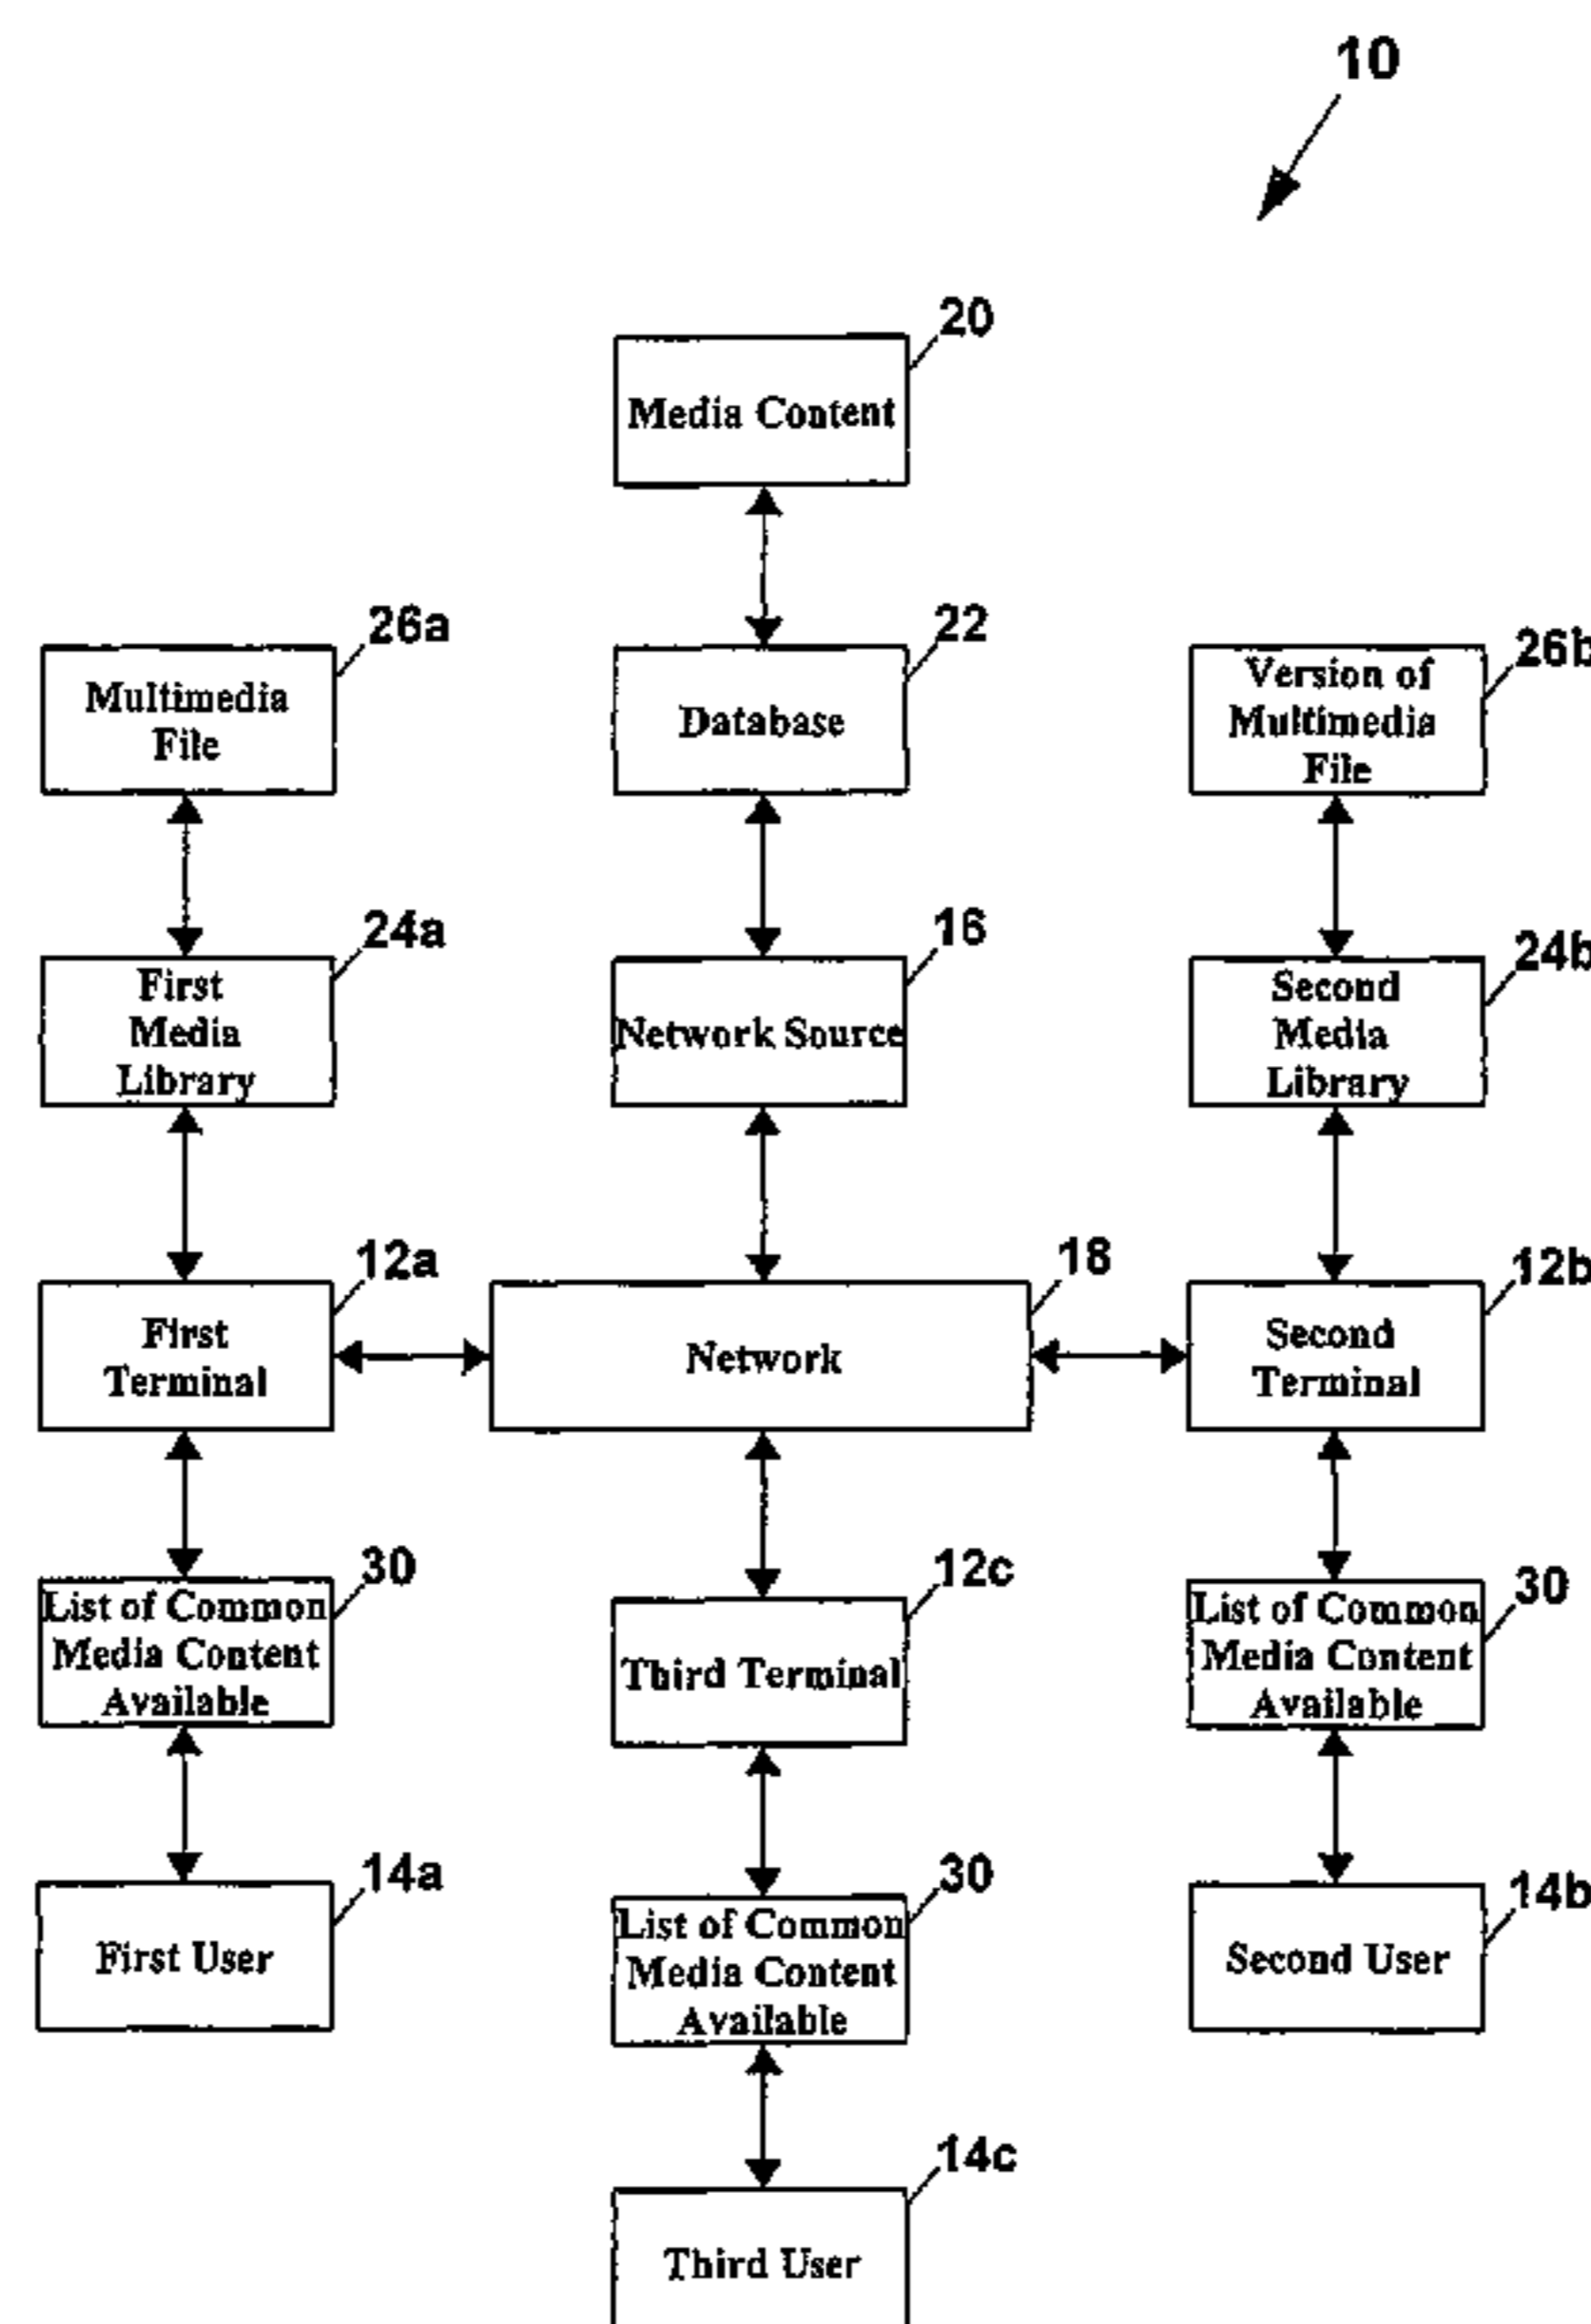 10
20
Media Content
26a
22
26b
Multimedia
File
Database
Version of
Multimedia
File
24a
16
24b
First
Media
Library
Network Source
Second
Media
Library
12a
18
12b
First
Terminal
Network
Second
Terminal
30
12c
30
List of Common
Media Content
Available
Third Terminal
List of Common
Media Content
Available
14a
30
14b
First User
List of Common
Media Content
Available
Second User
14c
Third User